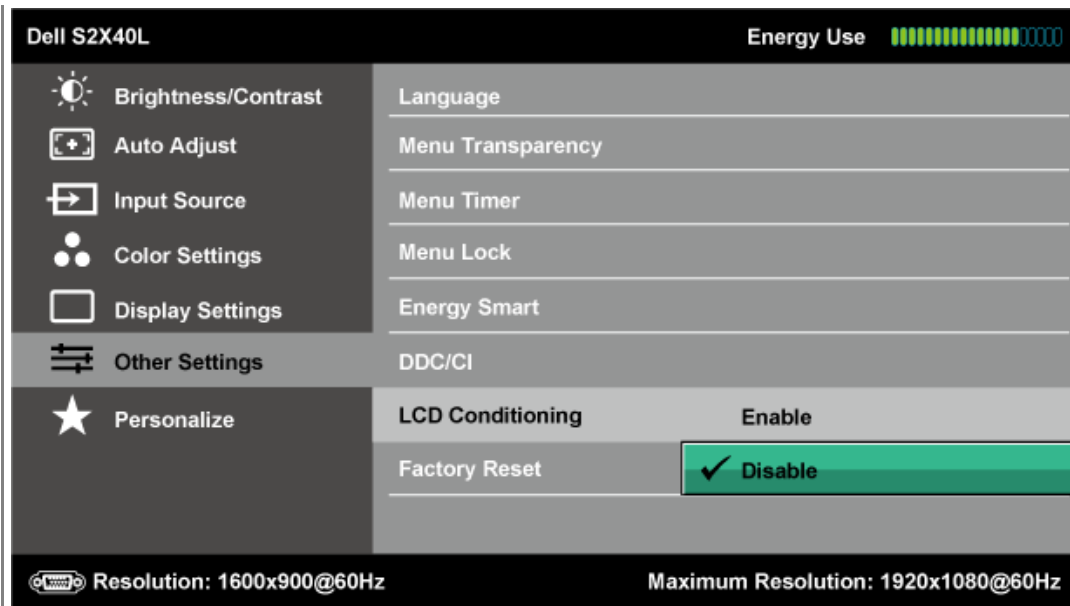 Dell S2X40L Energy Use
Brightness/Contrast Language
Auto Adjust Menu Transparency
Input Source Menu Timer
Color Settings Menu Lock
Display Settings Energy Smart
Other Settings DDC/CI
Personalize LCD Conditioning Enable
Factory Reset ✓ Disable
Resolution: 1600x900@60Hz Maximum Resolution: 1920x1080@60Hz